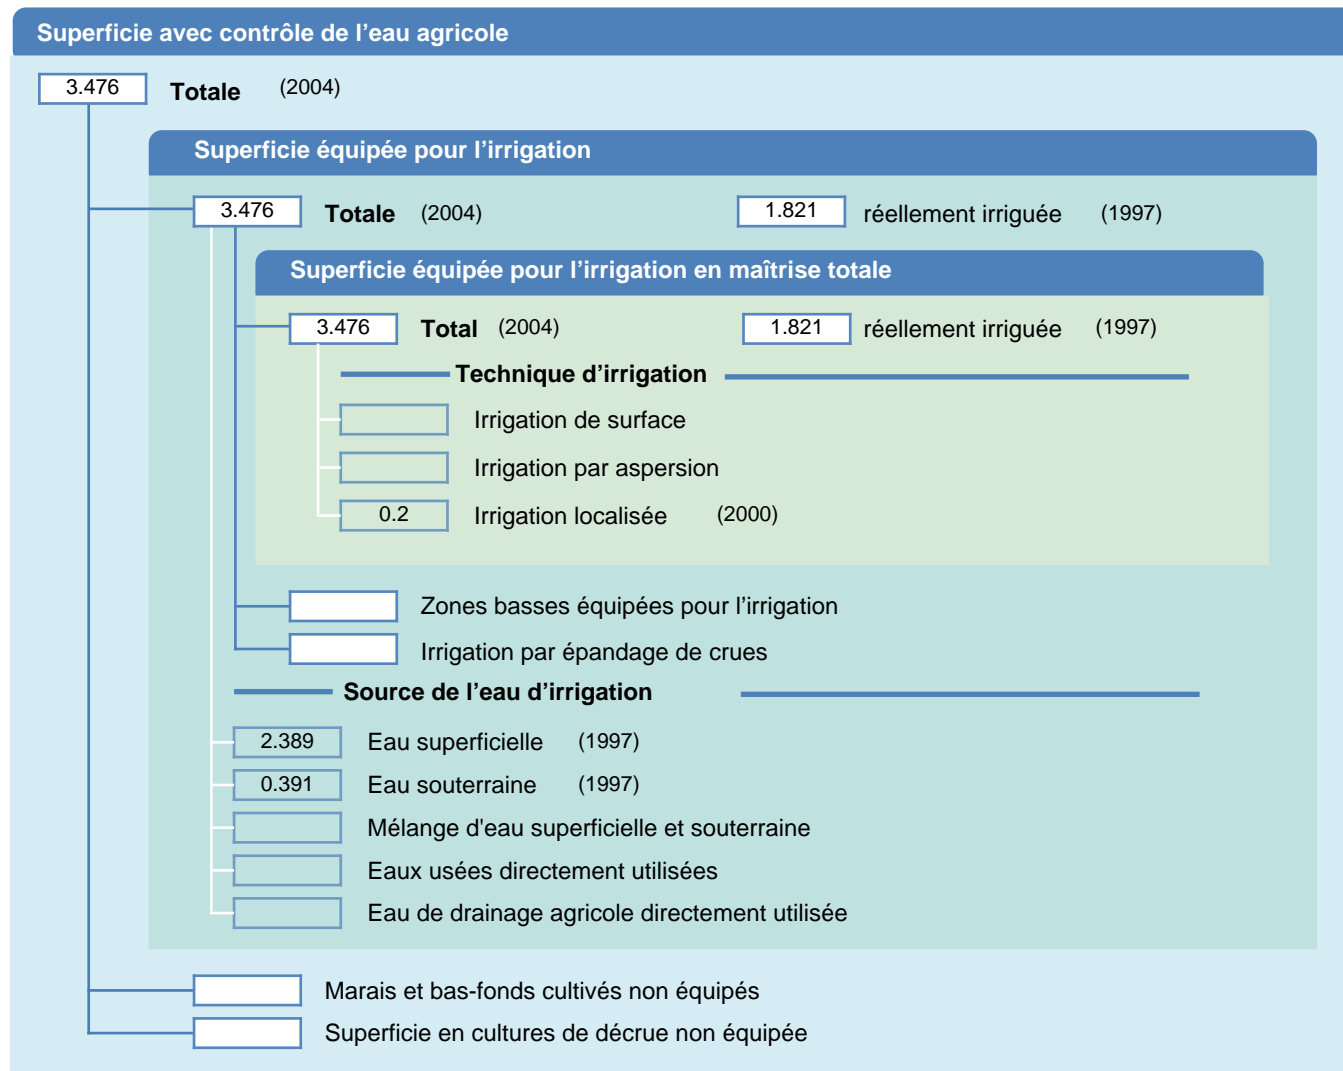 Superficie avec contrôle de l'eau agricole
3.476 Totale (2004)
Superficie équipée pour l'irrigation
3.476 Totale (2004) 1.821 réellement irriguée (1997)
Superficie équipée pour l'irrigation en maîtrise totale
3.476 Total (2004) 1.821 réellement irriguée (1997)
Technique d'irrigation
Irrigation de surface
Irrigation par aspersion
0.2 Irrigation localisée (2000)
Zones basses équipées pour l'irrigation
Irrigation par épandage de crues
Source de l'eau d'irrigation
2.389 Eau superficielle (1997)
0.391 Eau souterraine (1997)
Mélange d'eau superficielle et souterraine
Eaux usées directement utilisées
Eau de drainage agricole directement utilisée
Marais et bas-fonds cultivés non équipés
Superficie en cultures de décrue non équipée